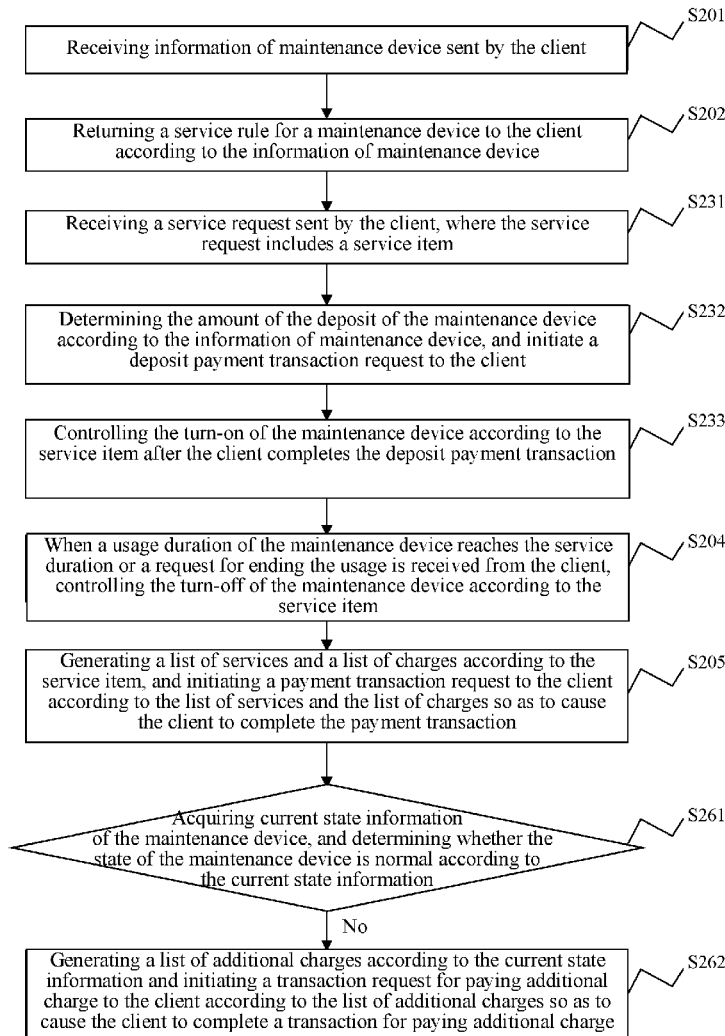 S201
Receiving information of maintenance device sent by the client
S202
Returning a service rule for a maintenance device to the client
according to the information of maintenance device
S231
Receiving a service request sent by the client, where the service
request includes a service item
S232
Determining the amount of the deposit of the maintenance device
according to the information of maintenance device, and initiate a
deposit payment transaction request to the client
S233
Controlling the turn-on of the maintenance device according to the
service item after the client completes the deposit payment transaction
S204
When a usage duration of the maintenance device reaches the service
duration or a request for ending the usage is received from the client,
controlling the turn-off of the maintenance device according to the
service item
S205
Generating a list of services and a list of charges according to the
service item, and initiating a payment transaction request to the client
according to the list of services and the list of charges so as to cause
the client to complete the payment transaction
S261
Acquiring current state information
of the maintenance device, and determining whether the
state of the maintenance device is normal according to
the current state information
No
S262
Generating a list of additional charges according to the current state
information and initiating a transaction request for paying additional
charge to the client according to the list of additional charges so as to
cause the client to complete a transaction for paying additional charge